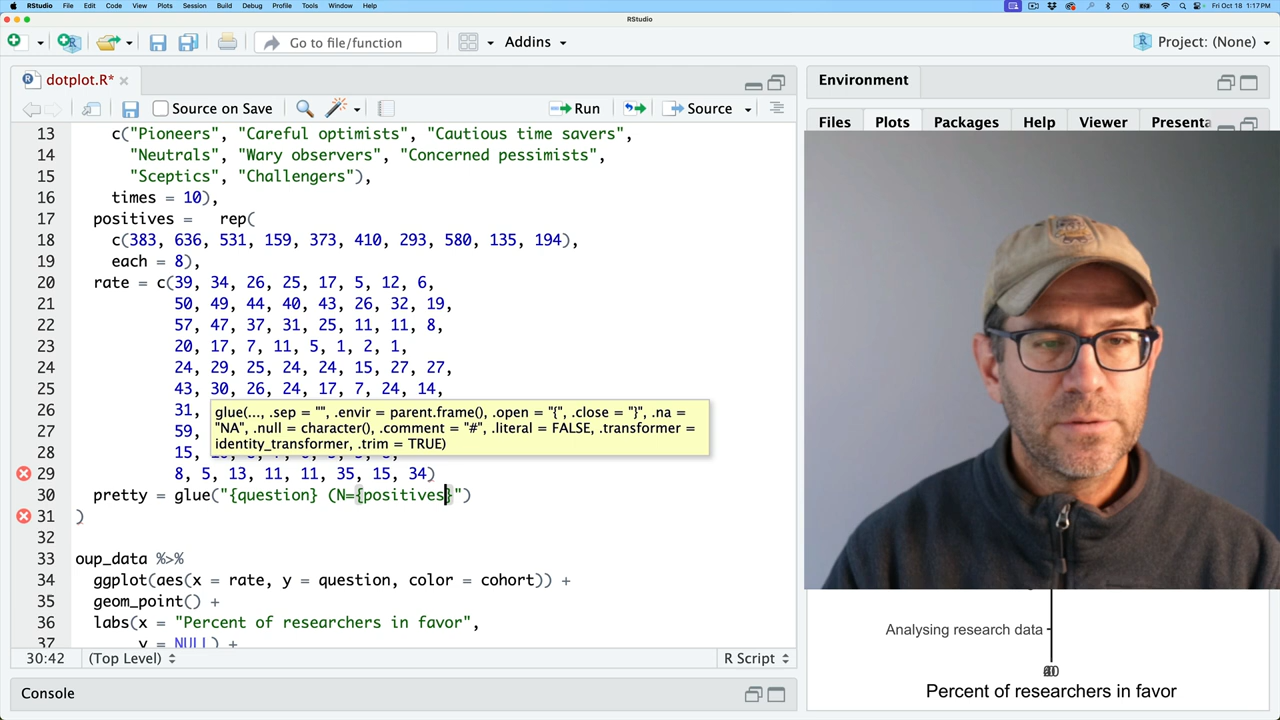 RStudio File Edit Code View Plots Session Build Debug Profile Tools Window Help Fri Oct 18 1:17 PM
RStudio
Go to file/function Addins Project: (None)
dotplot.R*
Source on Save Run Source
13 c("Pioneers", "Careful optimists", "Cautious time savers",
14 "Neutrals", "Wary observers", "Concerned pessimists",
15 "Sceptics", "Challengers"),
16 times = 10),
17 positives = rep(
18 c(383, 636, 531, 159, 373, 410, 293, 580, 135, 194),
19 each = 8),
20 rate = c(39, 34, 26, 25, 17, 5, 12, 6,
21 50, 49, 44, 40, 43, 26, 32, 19,
22 57, 47, 37, 31, 25, 11, 11, 8,
23 20, 17, 7, 11, 5, 1, 2, 1,
24 24, 29, 25, 24, 24, 15, 27, 27,
25 43, 30, 26, 24, 17, 7, 24, 14,
26 31,
glue(..., .sep = "", .envir = parent.frame(), .open = "{", .close = "}", .na =
"NA", .null = character(), .comment = "#", .literal = FALSE, .transformer =
identity_transformer, .trim = TRUE)
27 59,
28 15,
29 8, 5, 13, 11, 11, 35, 15, 34)
30 pretty = glue("{question} (N={positives}")
31 )
32
33 oup_data %>%
34 ggplot(aes(x = rate, y = question, color = cohort)) +
35 geom_point() +
36 labs(x = "Percent of researchers in favor",
37 y = NULL) +
30:42 (Top Level) R Script
Console
Environment
Files Plots Packages Help Viewer Presenta
Analysing research data
Percent of researchers in favor